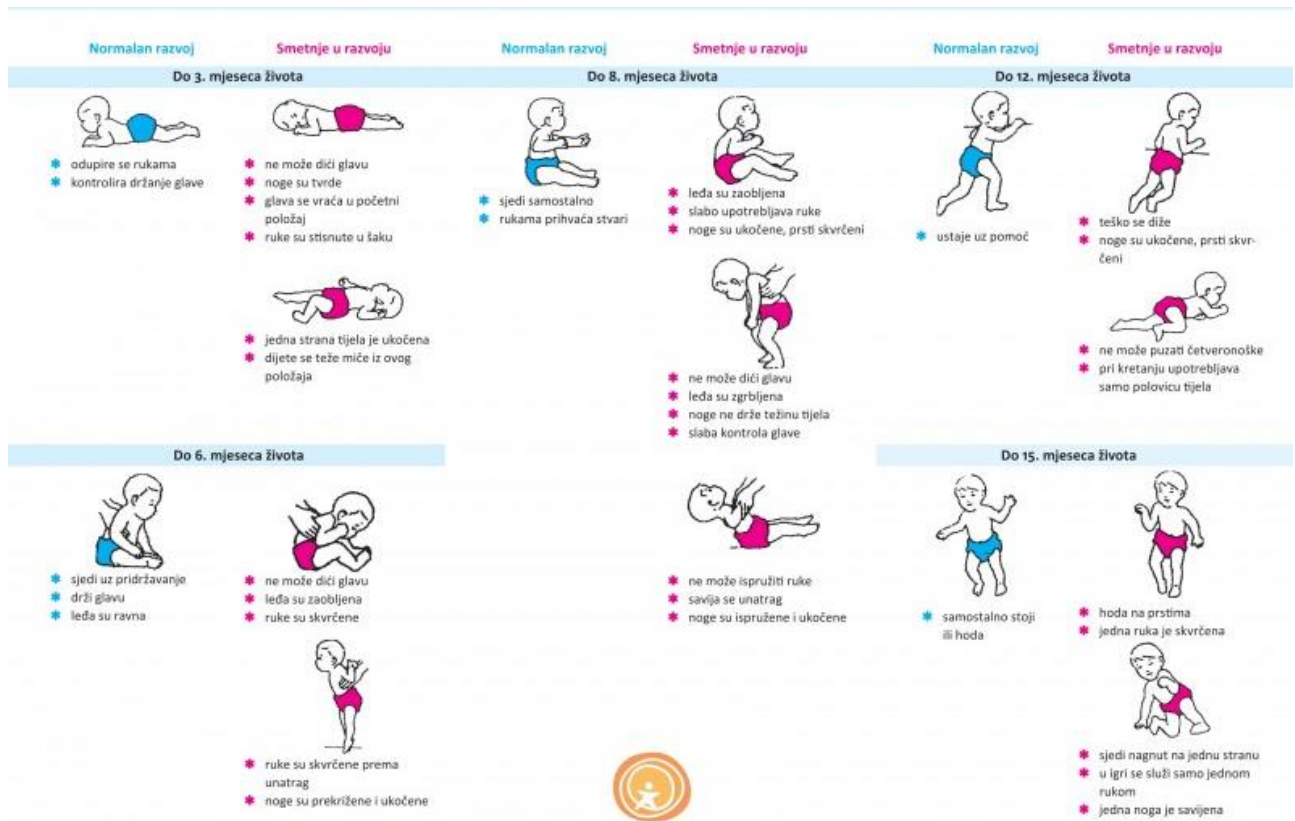 Normalan razvoj
Smetnje u razvoju
Normalan razvoj
Smetnje u razvoju
Normalan razvoj
Smetnje u razvoju
Do 3. mjeseca života
odupire se rukama
kontrolira držanje glave
ne može dići glavu
noge su tvrde
glava se vraća u početni
položaj
ruke su stisnute u šaku
jedna strana tijela je ukočena
dijete se teže miče iz ovog
položaja
Do 6. mjeseca života
sjedi uz pridržavanje
drži glavu
leđa su ravna
ne može dići glavu
leđa su zaobljena
ruke su skvrčene
ruke su skvrčene prema
unatrag
noge su prekrižene i ukočene
Do 8. mjeseca života
sjedi samostalno
rukama prihvaća stvari
leđa su zaobljena
slabo upotrebljava ruke
noge su ukočene, prsti skvrčeni
ne može dići glavu
leđa su zgrbljena
noge ne drže težinu tijela
slaba kontrola glave
ne može ispružiti ruke
savija se unatrag
noge su ispružene i ukočene
Do 12. mjeseca života
ustaje uz pomoć
teško se diže
noge su ukočene, prsti skvr-
čeni
ne može puzati četveronoške
pri kretanju upotrebljava
samo polovicu tijela
Do 15. mjeseca života
samostalno stoji
ili hoda
hoda na prstima
jedna ruka je skvrčena
sjedi nagnut na jednu stranu
u igri se služi samo jednom
rukom
jedna noga je savijena